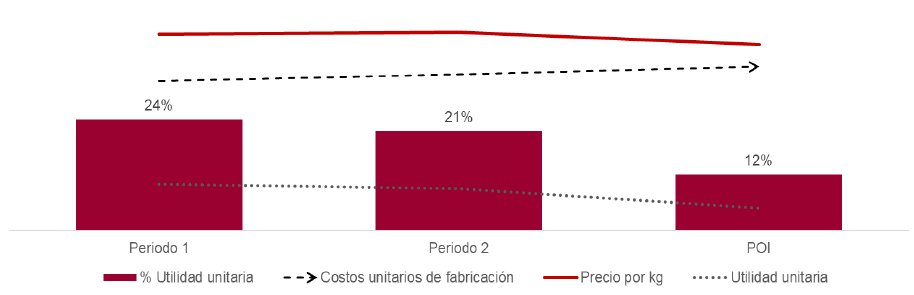 24%
21%
12%
Periodo 1
Periodo 2
POI
% Utilidad unitaria
Costos unitarios de fabricación
Precio por kg
Utilidad unitaria